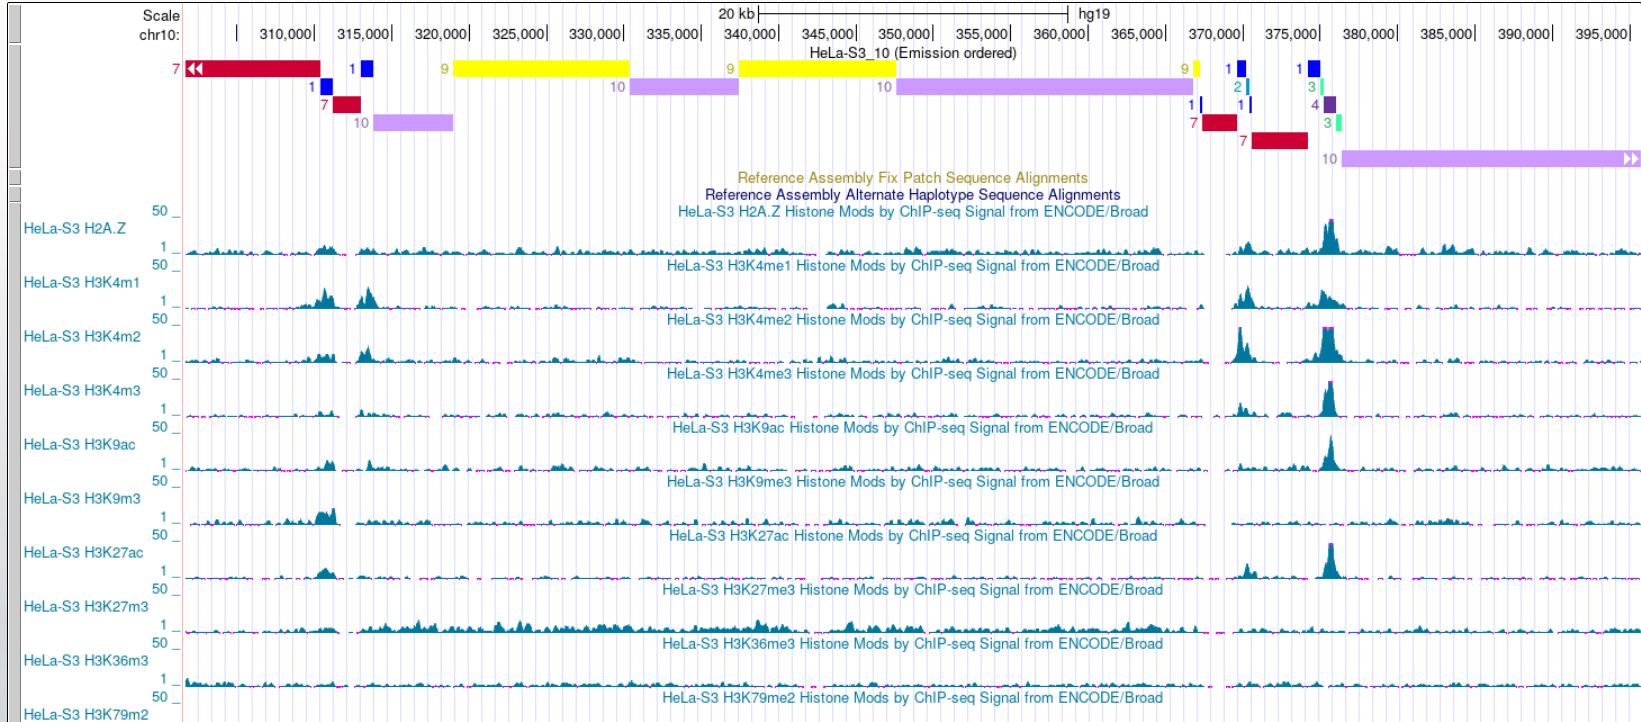 Scale 20 kb hg19
chr10: 310,000 315,000 320,000 325,000 330,000 335,000 340,000 345,000 350,000 355,000 360,000 365,000 370,000 375,000 380,000 385,000 390,000 395,000
HeLa-S3_10 (Emission ordered)
7 1 9 9 9 1 1
1 10 10 2 3
7 1 1 4
10 7 3
7
10
Reference Assembly Fix Patch Sequence Alignments
Reference Assembly Alternate Haplotype Sequence Alignments
HeLa-S3 H2A.Z Histone Mods by ChIP-seq Signal from ENCODE/Broad
50
HeLa-S3 H2A.Z
1
HeLa-S3 H3K4me1 Histone Mods by ChIP-seq Signal from ENCODE/Broad
50
HeLa-S3 H3K4m1
1
HeLa-S3 H3K4me2 Histone Mods by ChIP-seq Signal from ENCODE/Broad
50
HeLa-S3 H3K4m2
1
HeLa-S3 H3K4me3 Histone Mods by ChIP-seq Signal from ENCODE/Broad
50
HeLa-S3 H3K4m3
1
HeLa-S3 H3K9ac Histone Mods by ChIP-seq Signal from ENCODE/Broad
50
HeLa-S3 H3K9ac
1
HeLa-S3 H3K9me3 Histone Mods by ChIP-seq Signal from ENCODE/Broad
50
HeLa-S3 H3K9m3
1
HeLa-S3 H3K27ac Histone Mods by ChIP-seq Signal from ENCODE/Broad
50
HeLa-S3 H3K27ac
1
HeLa-S3 H3K27me3 Histone Mods by ChIP-seq Signal from ENCODE/Broad
50
HeLa-S3 H3K27m3
1
HeLa-S3 H3K36me3 Histone Mods by ChIP-seq Signal from ENCODE/Broad
50
HeLa-S3 H3K36m3
1
HeLa-S3 H3K79me2 Histone Mods by ChIP-seq Signal from ENCODE/Broad
50
HeLa-S3 H3K79m2